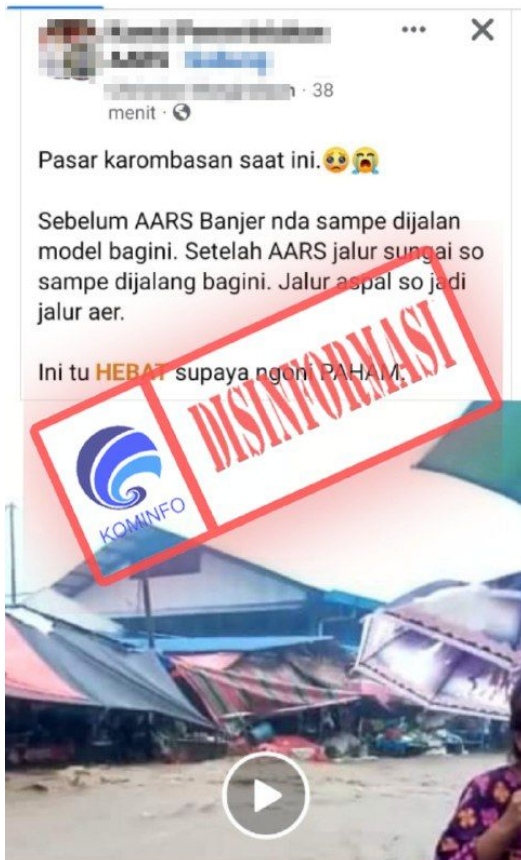 38
menit ·
Pasar karombasan saat ini.🥺😭
Sebelum AARS Banjer nda sampe dijalan
model bagini. Setelah AARS jalur sungai so
sampe dijalang bagini. Jalur aspal so jadi
jalur aer.
Ini tu HEBAT supaya ngoni PAHAM.
DISINFORMASI
KOMINFO